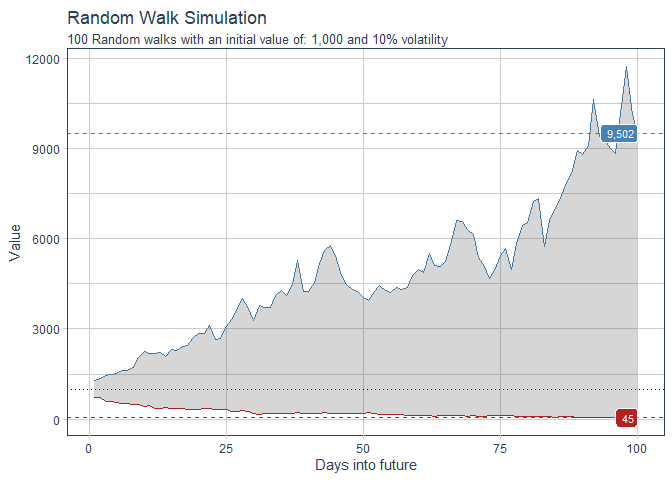 Random Walk Simulation
100 Random walks with an initial value of: 1,000 and 10% volatility
12000
9000
6000
3000
0
Value
9,502
45
0 25 50 75 100
Days into future